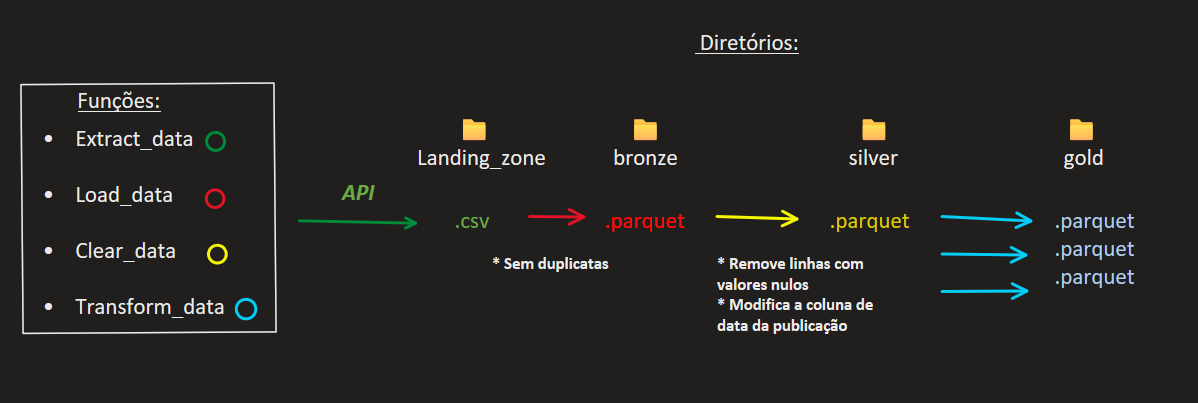 Diretórios:
Funções:
• Extract_data
• Load_data
• Clear_data
• Transform_data
Landing_zone
bronze
silver
gold
API
.csv
.parquet
.parquet
.parquet
.parquet
.parquet
* Sem duplicatas
* Remove linhas com
valores nulos
* Modifica a coluna de
data da publicação